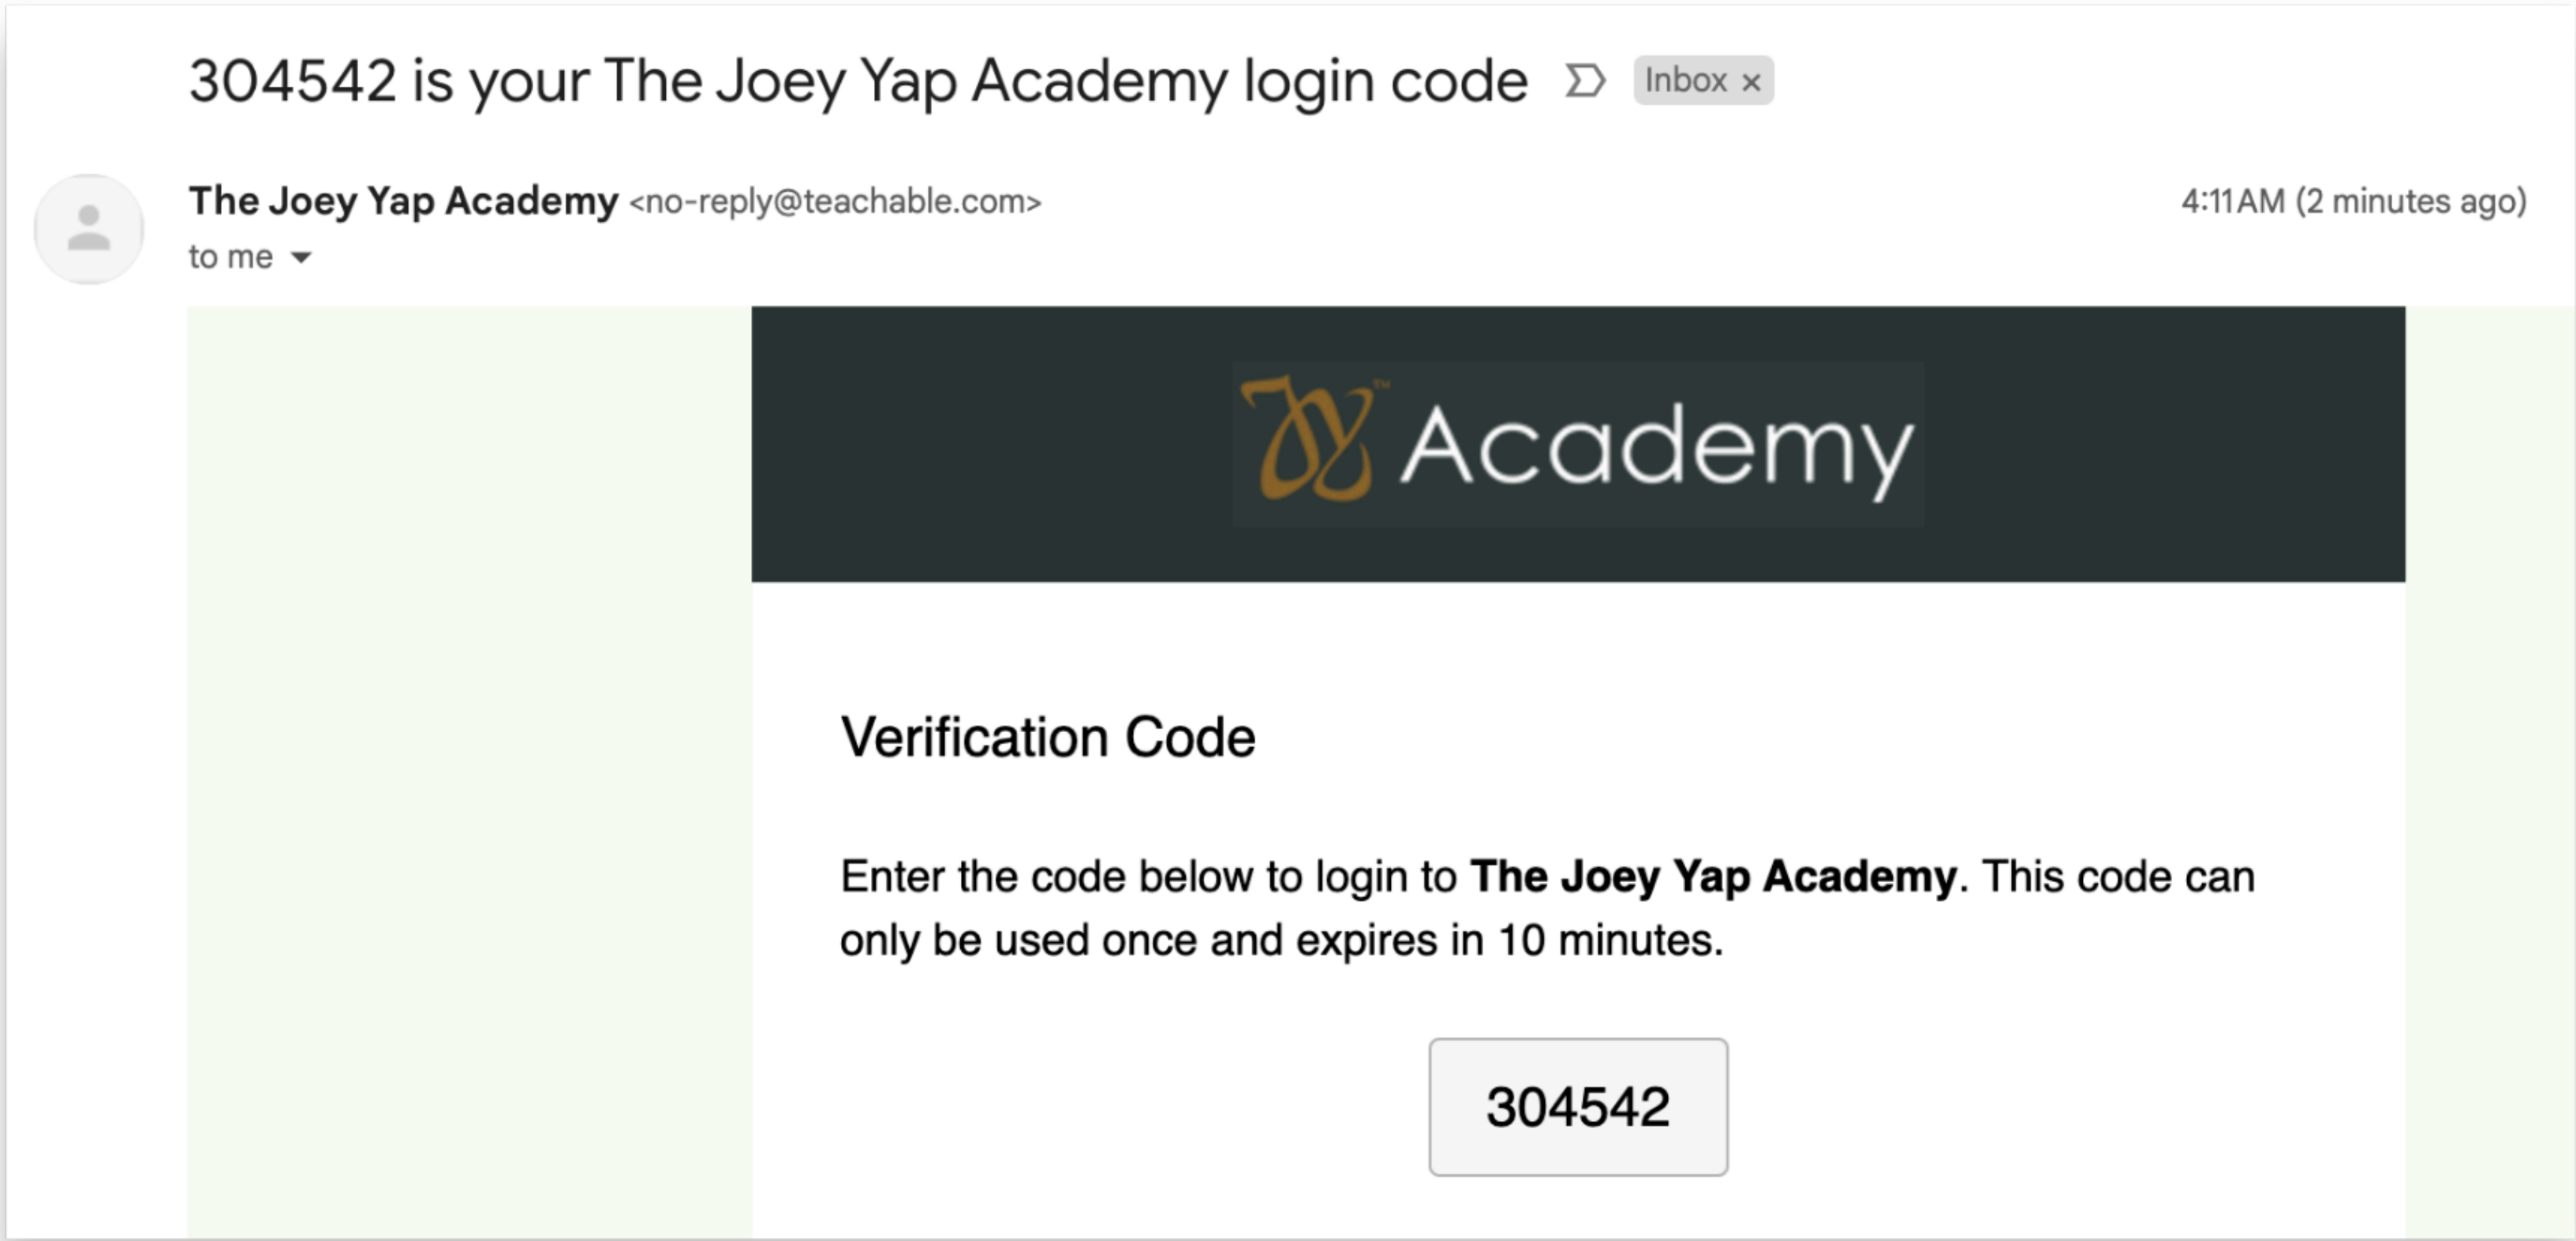 304542 is your The Joey Yap Academy login code Inbox ×
The Joey Yap Academy <no-reply@teachable.com> 4:11 AM (2 minutes ago)
to me
JY™ Academy
Verification Code
Enter the code below to login to The Joey Yap Academy. This code can
only be used once and expires in 10 minutes.
304542